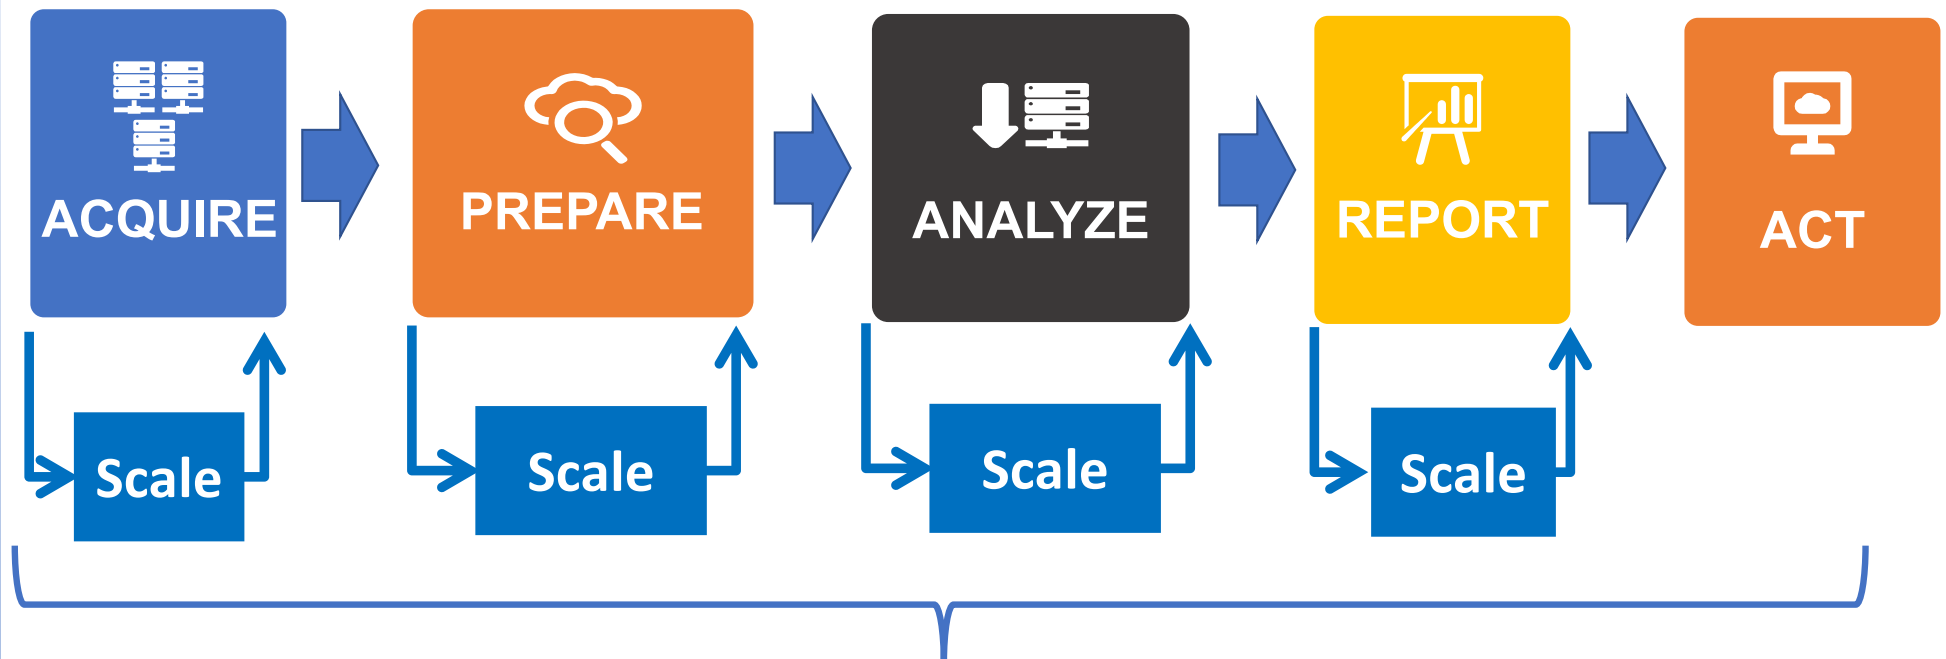 ACQUIRE
PREPARE
ANALYZE
REPORT
ACT
Scale
Scale
Scale
Scale